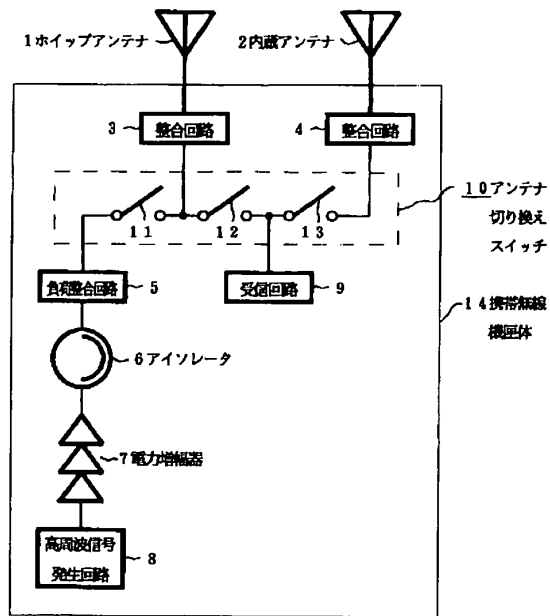 1ホイップアンテナ
2内蔵アンテナ
3
整合回路
4
整合回路
10アンテナ
切り換え
スイッチ
11
12
13
負荷整合回路
5
受信回路
9
14携帯無線
機匣体
6アイソレータ
7電力増幅器
高周波信号
発生回路
8